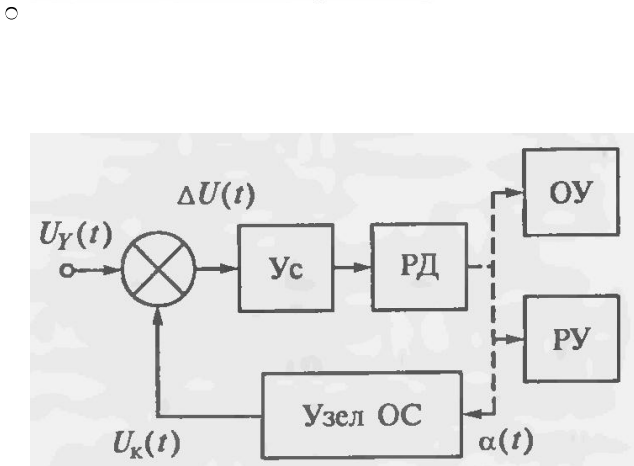 ΔU(t)
ОУ
U_Y(t)
Ус
РД
РУ
Узел ОС
U_к(t)
α(t)